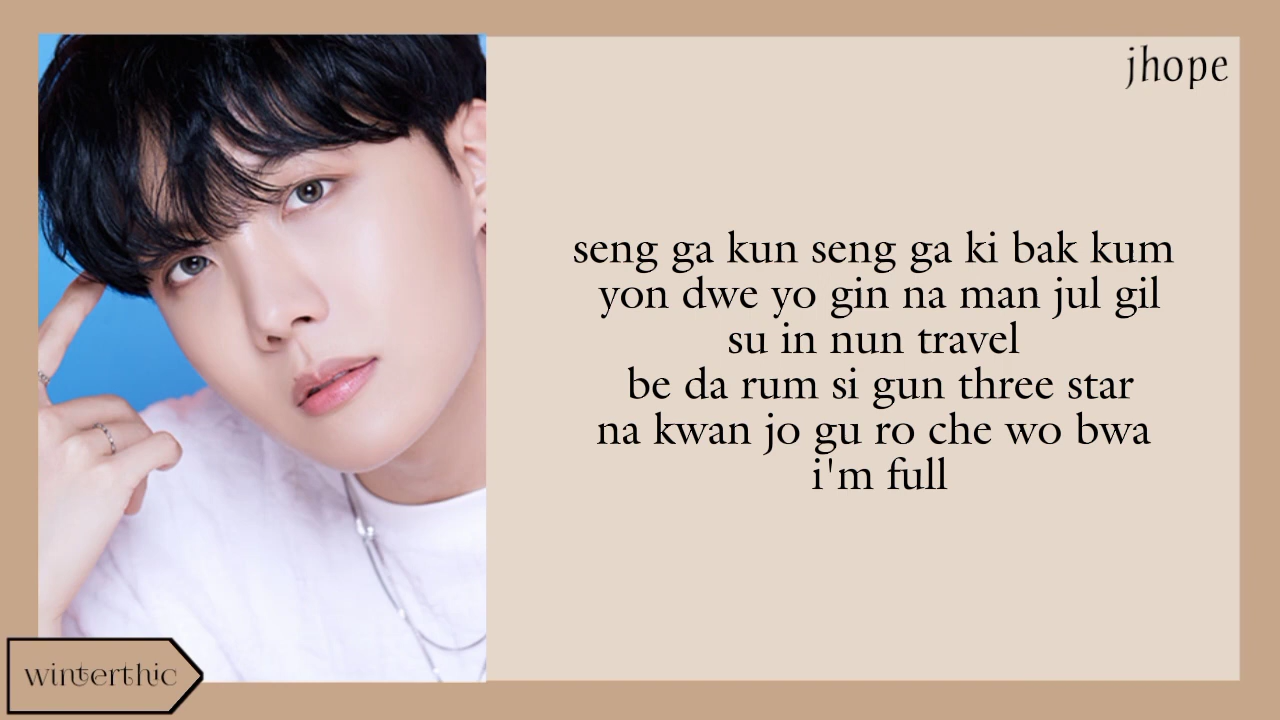 jhope
seng ga kun seng ga ki bak kum
yon dwe yo gin na man jul gil
su in nun travel
be da rum si gun three star
na kwan jo gu ro che wo bwa
i'm full
winterthic